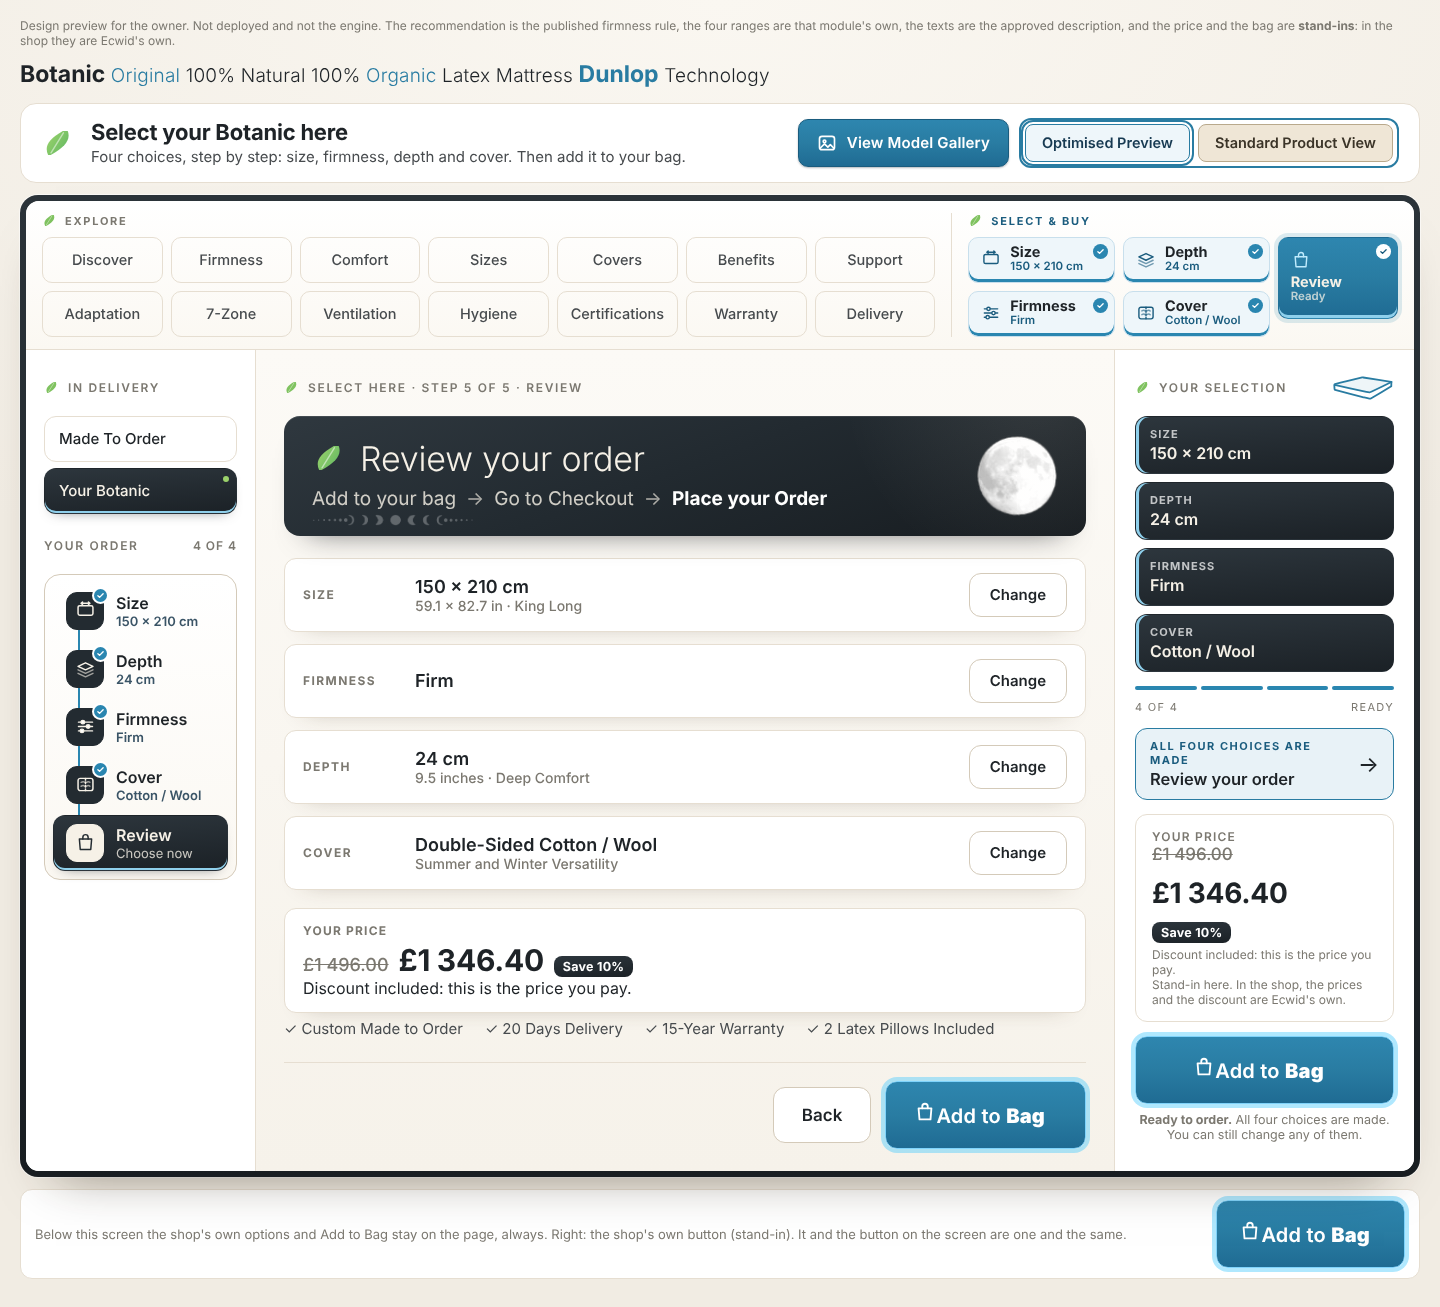 Design preview for the owner. Not deployed and not the engine. The recommendation is the published firmness rule, the four ranges are that module's own, the texts are the approved description, and the price and the bag are stand-ins: in the
shop they are Ecwid's own.
Botanic Original 100% Natural 100% Organic Latex Mattress Dunlop Technology
Select your Botanic here
Four choices, step by step: size, firmness, depth and cover. Then add it to your bag.
View Model Gallery
Optimised Preview
Standard Product View
EXPLORE
Discover
Firmness
Comfort
Sizes
Covers
Benefits
Support
Adaptation
7-Zone
Ventilation
Hygiene
Certifications
Warranty
Delivery
SELECT & BUY
Size
150 × 210 cm
Depth
24 cm
Firmness
Firm
Cover
Cotton / Wool
Review
Ready
IN DELIVERY
Made To Order
Your Botanic
YOUR ORDER 4 OF 4
Size
150 × 210 cm
Depth
24 cm
Firmness
Firm
Cover
Cotton / Wool
Review
Choose now
SELECT HERE · STEP 5 OF 5 · REVIEW
Review your order
Add to your bag → Go to Checkout → Place your Order
SIZE
150 × 210 cm
59.1 × 82.7 in · King Long
Change
FIRMNESS
Firm
Change
DEPTH
24 cm
9.5 inches · Deep Comfort
Change
COVER
Double-Sided Cotton / Wool
Summer and Winter Versatility
Change
YOUR PRICE
£1 496.00 £1 346.40 Save 10%
Discount included: this is the price you pay.
✓ Custom Made to Order ✓ 20 Days Delivery ✓ 15-Year Warranty ✓ 2 Latex Pillows Included
Back
Add to Bag
YOUR SELECTION
SIZE
150 × 210 cm
DEPTH
24 cm
FIRMNESS
Firm
COVER
Cotton / Wool
4 OF 4 READY
ALL FOUR CHOICES ARE
MADE
Review your order →
YOUR PRICE
£1 496.00
£1 346.40
Save 10%
Discount included: this is the price you
pay.
Stand-in here. In the shop, the prices
and the discount are Ecwid's own.
Add to Bag
Ready to order. All four choices are made.
You can still change any of them.
Below this screen the shop's own options and Add to Bag stay on the page, always. Right: the shop's own button (stand-in). It and the button on the screen are one and the same.
Add to Bag